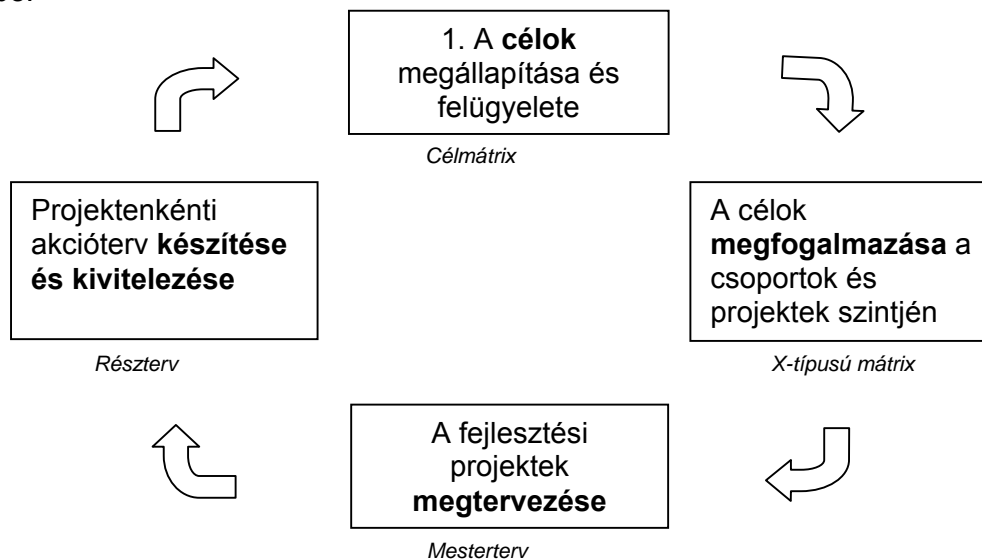 1. A célok
megállapítása és
felügyelete
Célmátrix
Projektenkénti
akcióterv készítése
és kivitelezése
Részterv
A célok
megfogalmazása a
csoportok és
projektek szintjén
X-típusú mátrix
A fejlesztési
projektek
megtervezése
Mesterterv